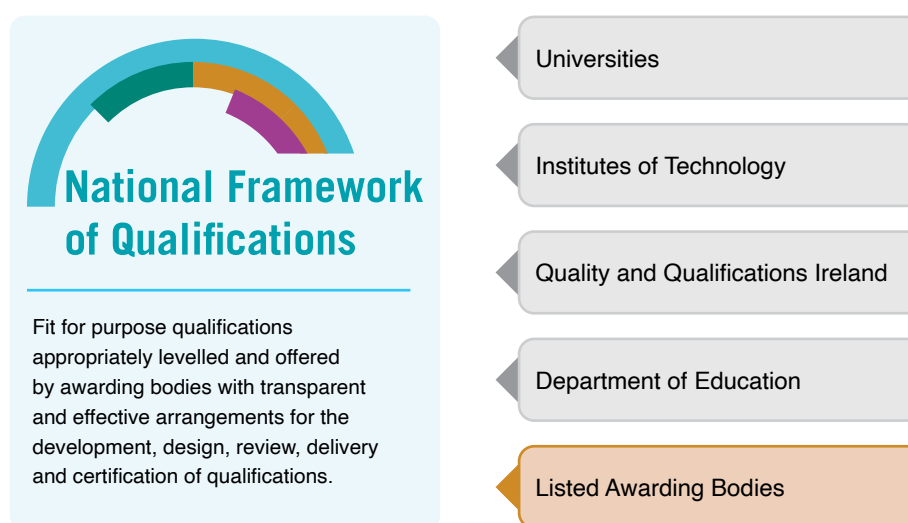 National Framework
of Qualifications
Fit for purpose qualifications
appropriately levelled and offered
by awarding bodies with transparent
and effective arrangements for the
development, design, review, delivery
and certification of qualifications.
Universities
Institutes of Technology
Quality and Qualifications Ireland
Department of Education
Listed Awarding Bodies